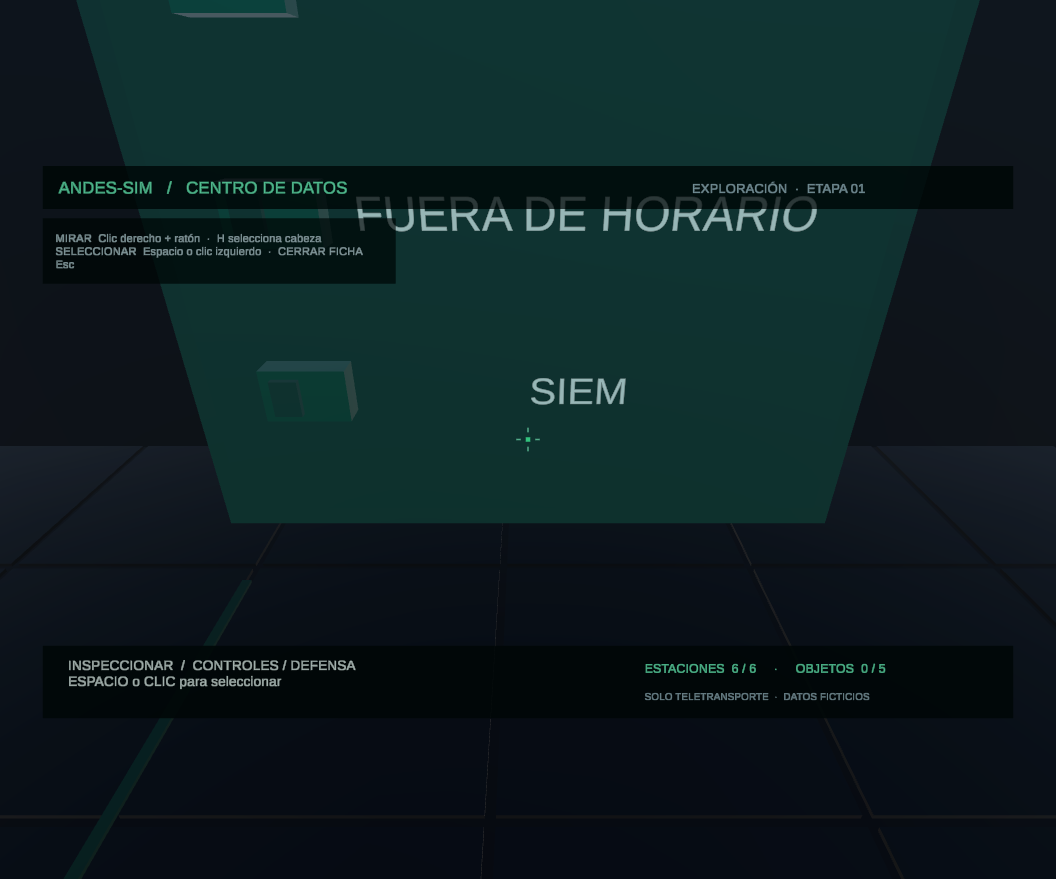 ANDES-SIM / CENTRO DE DATOS
EXPLORACIÓN · ETAPA 01
FUERA DE HORARIO
MIRAR Clic derecho + ratón · H selecciona cabeza
SELECCIONAR Espacio o clic izquierdo · CERRAR FICHA
Esc
SIEM
INSPECCIONAR / CONTROLES / DEFENSA
ESPACIO o CLIC para seleccionar
ESTACIONES 6 / 6 · OBJETOS 0 / 5
SOLO TELETRANSPORTE · DATOS FICTICIOS